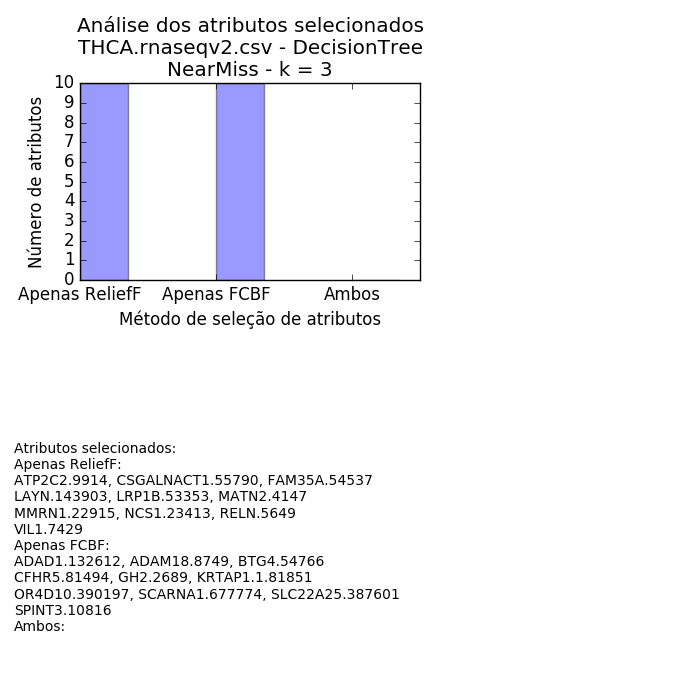 Análise dos atributos selecionados
THCA.rnaseqv2.csv - DecisionTree
NearMiss - k = 3
10
9
8
7
6
5
4
3
2
1
0
Número de atributos
Apenas ReliefF Apenas FCBF Ambos
Método de seleção de atributos
Atributos selecionados:
Apenas ReliefF:
ATP2C2.9914, CSGALNACT1.55790, FAM35A.54537
LAYN.143903, LRP1B.53353, MATN2.4147
MMRN1.22915, NCS1.23413, RELN.5649
VIL1.7429
Apenas FCBF:
ADAD1.132612, ADAM18.8749, BTG4.54766
CFHR5.81494, GH2.2689, KRTAP1.1.81851
OR4D10.390197, SCARNA1.677774, SLC22A25.387601
SPINT3.10816
Ambos: